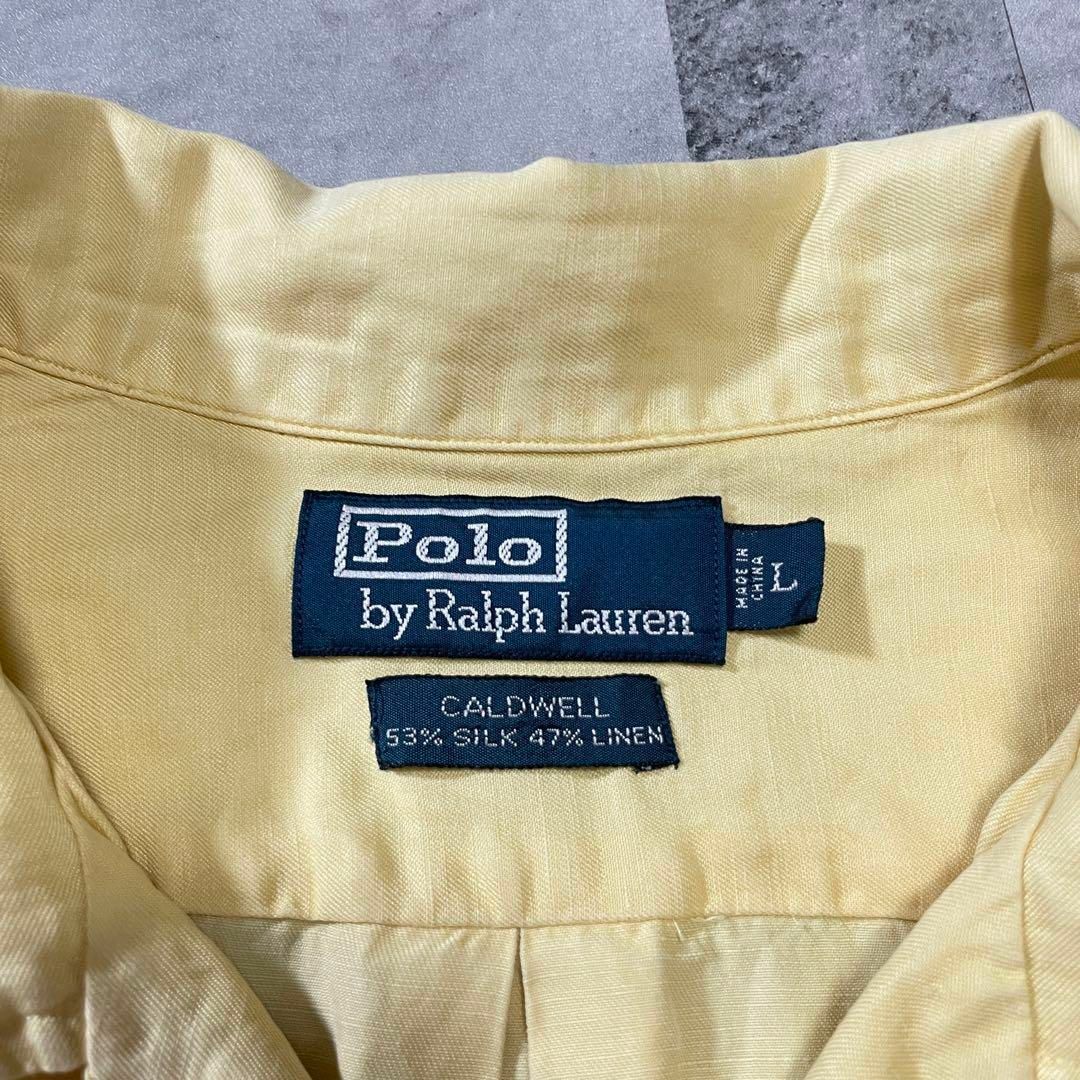 Polo
by Ralph Lauren
MADE IN
CHINA
L
CALDWELL
53% SILK 47% LINEN